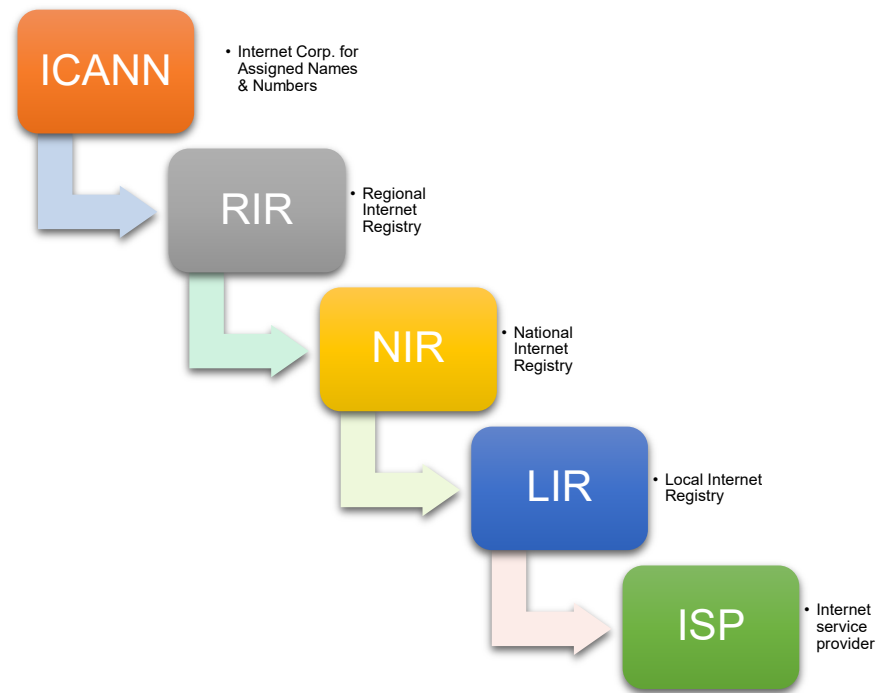 ICANN
• Internet Corp. for
Assigned Names
& Numbers
RIR
• Regional
Internet
Registry
NIR
• National
Internet
Registry
LIR
• Local Internet
Registry
ISP
• Internet
service
provider